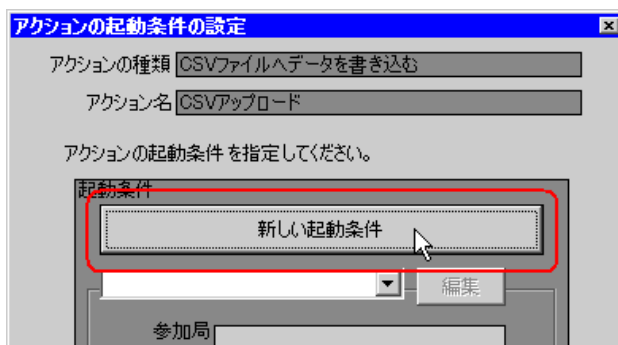 アクションの起動条件の設定
アクションの種類 CSVファイルへデータを書き込む
アクション名 CSVアップロード
アクションの起動条件 を指定してください。
起動条件
新しい起動条件
編集
参加局